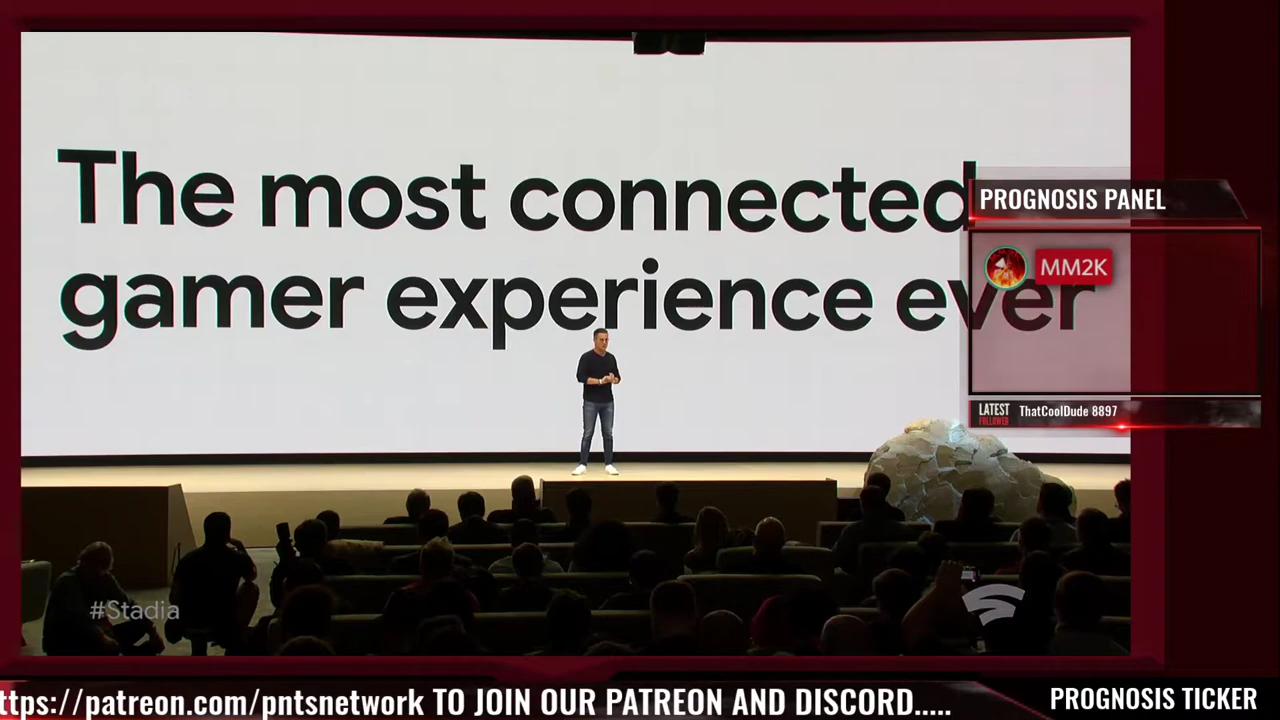 The most connected
gamer experience ever
PROGNOSIS PANEL
MM2K
LATEST
FOLLOWER
ThatCoolDude 8897
#Stadia
ttps://patreon.com/pntsnetwork TO JOIN OUR PATREON AND DISCORD.....
PROGNOSIS TICKER